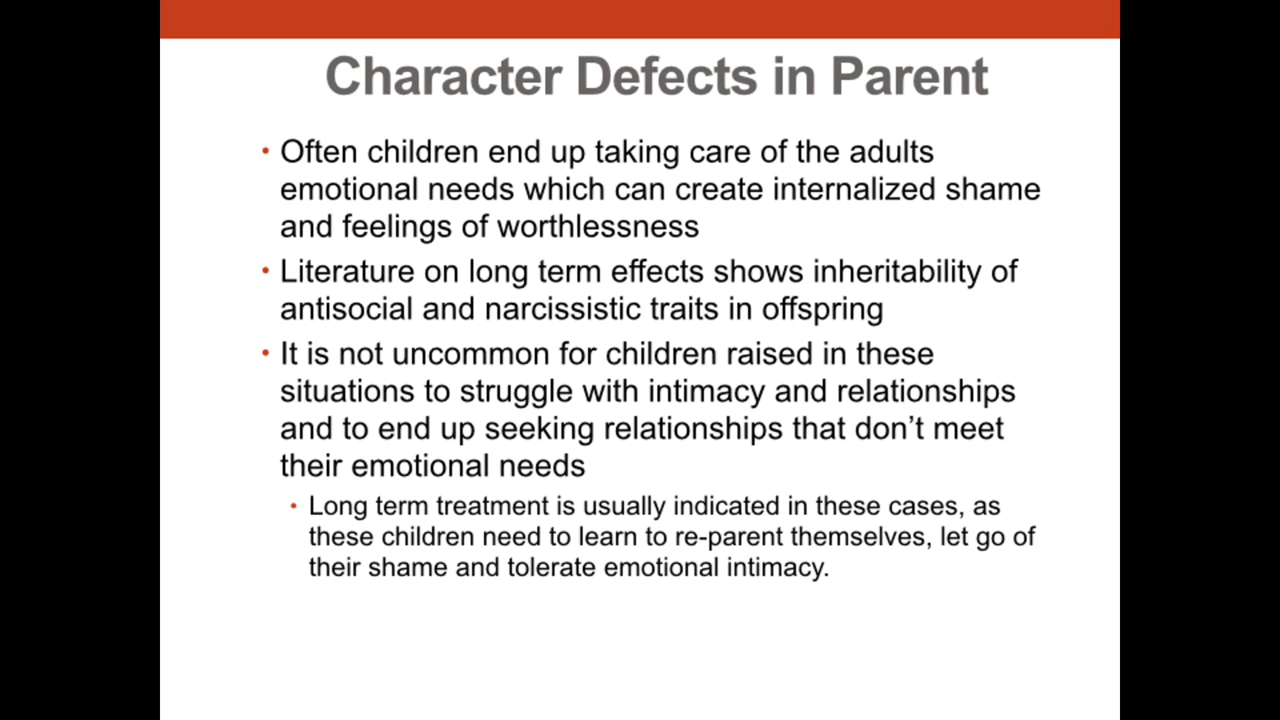 Character Defects in Parent
• Often children end up taking care of the adults
emotional needs which can create internalized shame
and feelings of worthlessness
• Literature on long term effects shows inheritability of
antisocial and narcissistic traits in offspring
• It is not uncommon for children raised in these
situations to struggle with intimacy and relationships
and to end up seeking relationships that don’t meet
their emotional needs
• Long term treatment is usually indicated in these cases, as
these children need to learn to re-parent themselves, let go of
their shame and tolerate emotional intimacy.